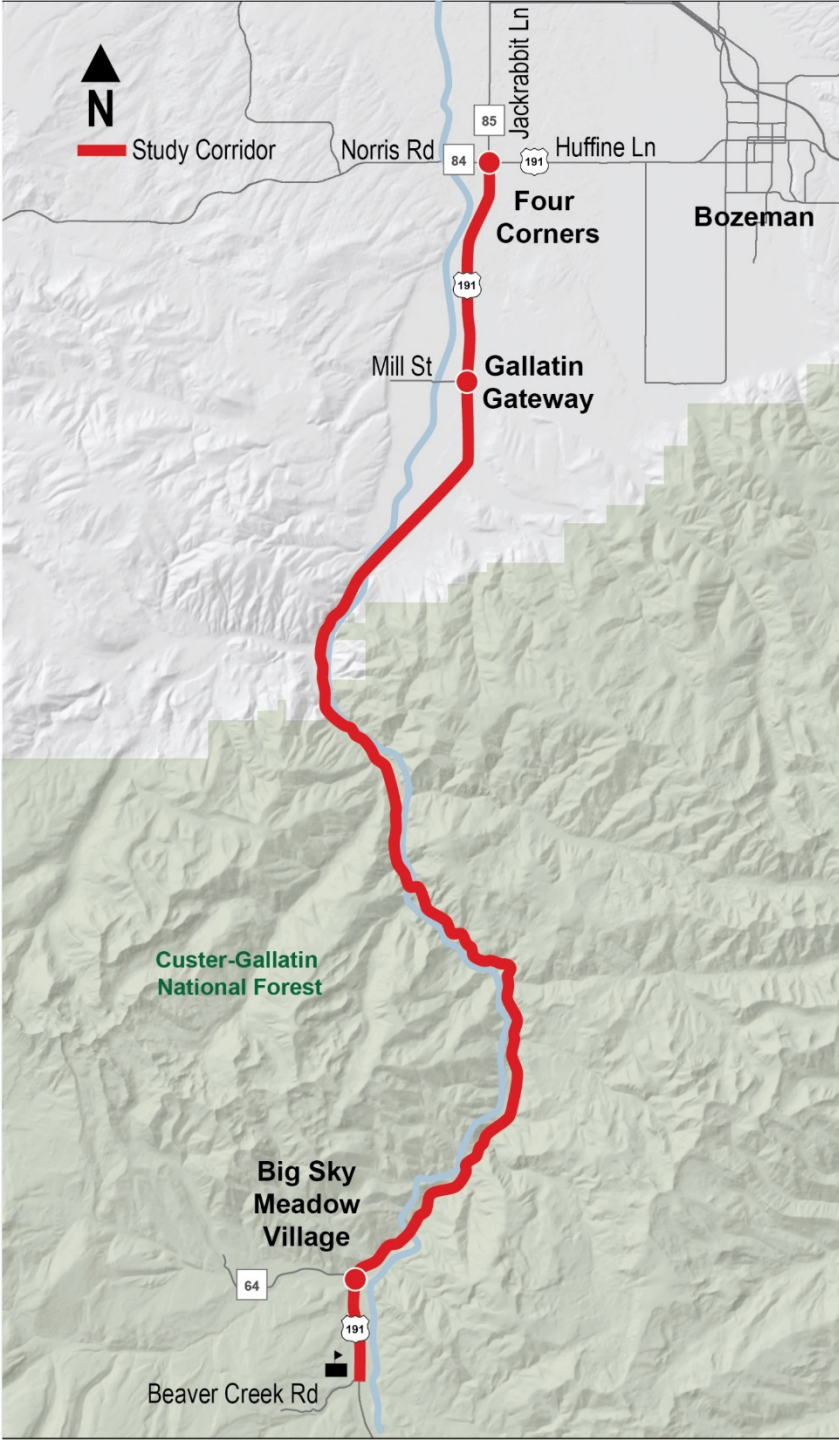 Jackrabbit Ln
N
85
Study Corridor
Norris Rd
84
191
Huffine Ln
Four
Corners
Bozeman
191
Mill St
Gallatin
Gateway
Custer-Gallatin
National Forest
Big Sky
Meadow
Village
64
191
Beaver Creek Rd